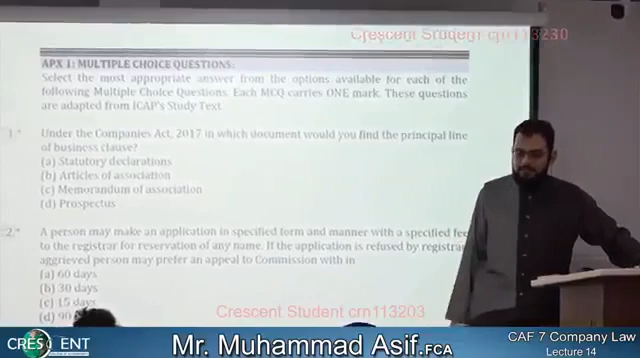 Crescent Student crn113230
APX 1: MULTIPLE CHOICE QUESTIONS:
Select the most appropriate answer from the options available for each of the
following Multiple Choice Questions. Each MCQ carries ONE mark. These questions
are adapted from ICAP's Study Text
1.* Under the Companies Act, 2017 in which document would you find the principal line
of business clause?
(a) Statutory declarations
(b) Articles of association
(c) Memorandum of association
(d) Prospectus
2.* A person may make an application in specified form and manner with a specified fee
to the registrar for reservation of any name. If the application is refused by registrar
aggrieved person may prefer an appeal to Commission with in
(a) 60 days
(b) 30 days
(c) 15 days
(d) 90
Crescent Student crn113203
CRESCENT
Mr. Muhammad Asif.FCA
CAF 7 Company Law
Lecture 14